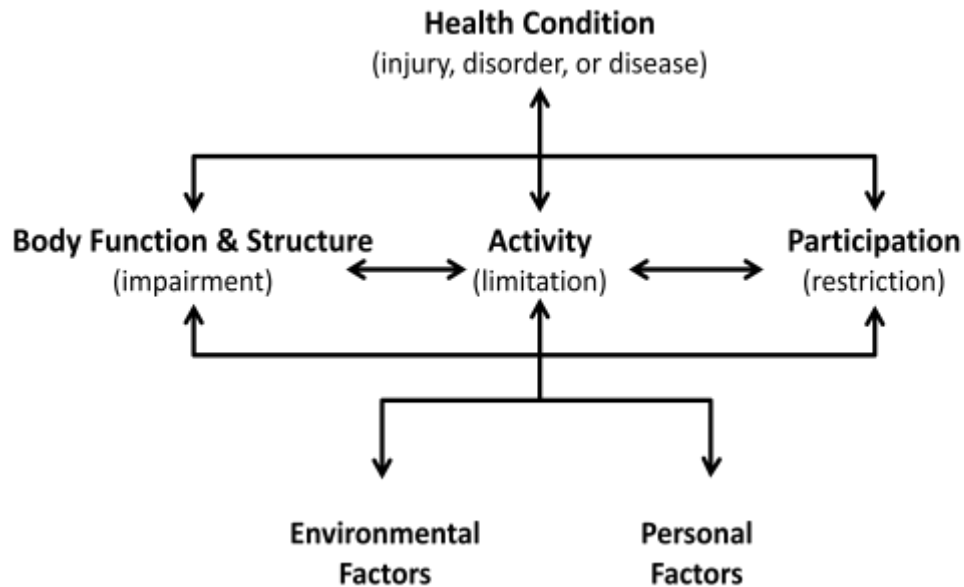 Health Condition
(injury, disorder, or disease)
Body Function & Structure
(impairment)
Activity
(limitation)
Participation
(restriction)
Environmental
Factors
Personal
Factors